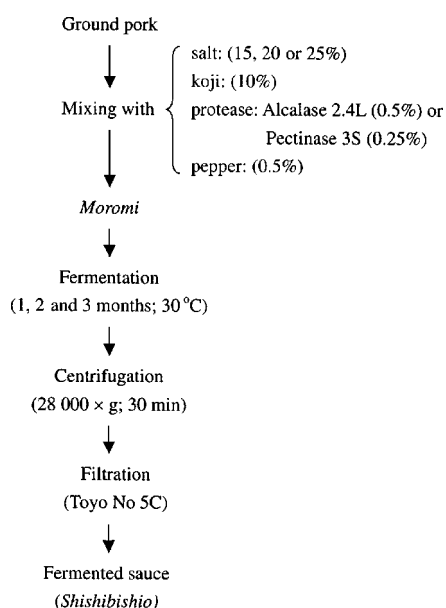 Ground pork
salt: (15, 20 or 25%)
koji: (10%)
Mixing with
protease: Alcalase 2.4L (0.5%) or
Pectinase 3S (0.25%)
pepper: (0.5%)
Moromi
Fermentation
(1, 2 and 3 months; 30 °C)
Centrifugation
(28 000 × g; 30 min)
Filtration
(Toyo No 5C)
Fermented sauce
(Shishibishio)